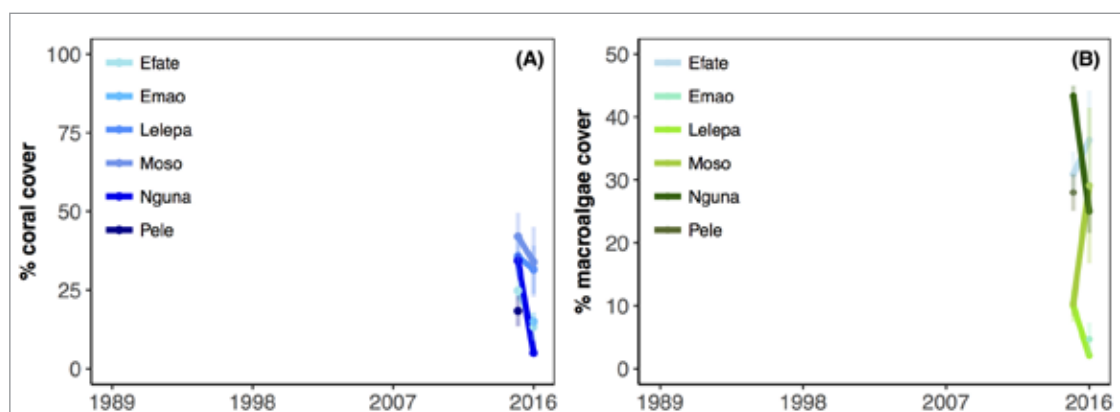 % coral cover
100
75
50
25
0
Efate
Emao
Lelepa
Moso
Nguna
Pele
(A)
1989 1998 2007 2016
% macroalgae cover
50
40
30
20
10
0
Efate
Emao
Lelepa
Moso
Nguna
Pele
(B)
1989 1998 2007 2016